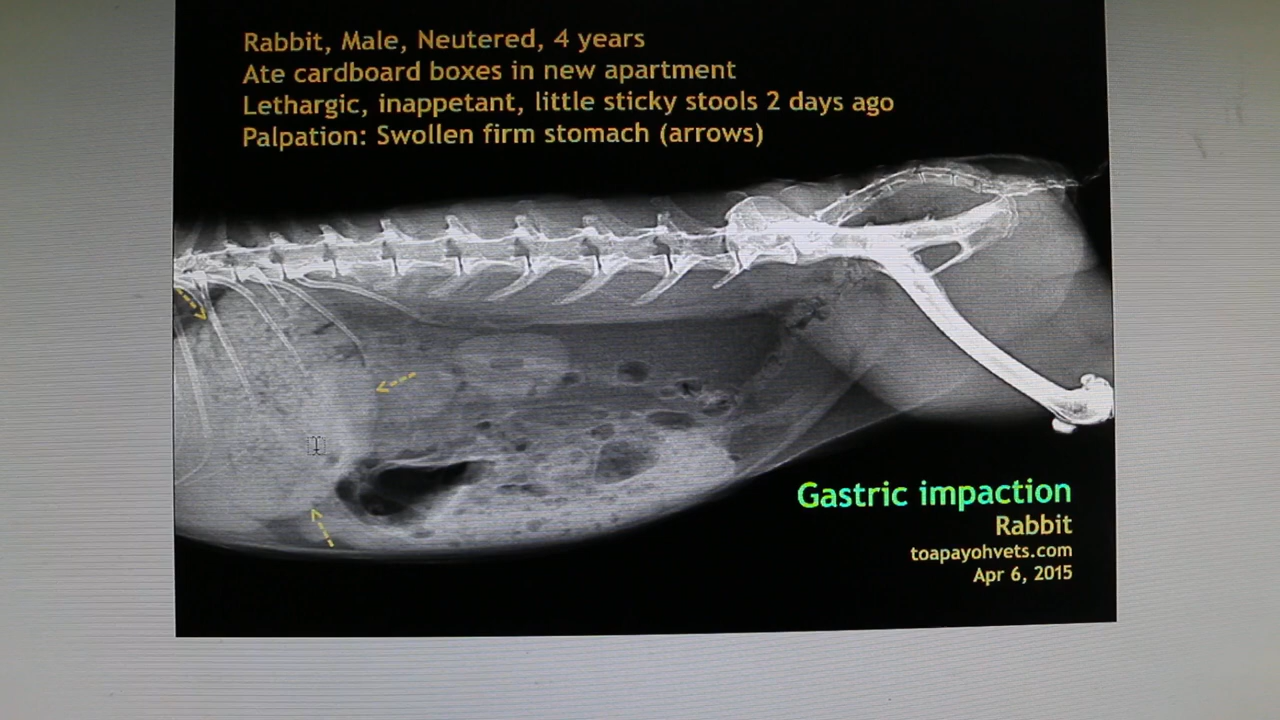 Rabbit, Male, Neutered, 4 years
Ate cardboard boxes in new apartment
Lethargic, inappetant, little sticky stools 2 days ago
Palpation: Swollen firm stomach (arrows)
Gastric impaction
Rabbit
toapayohvets.com
Apr 6, 2015